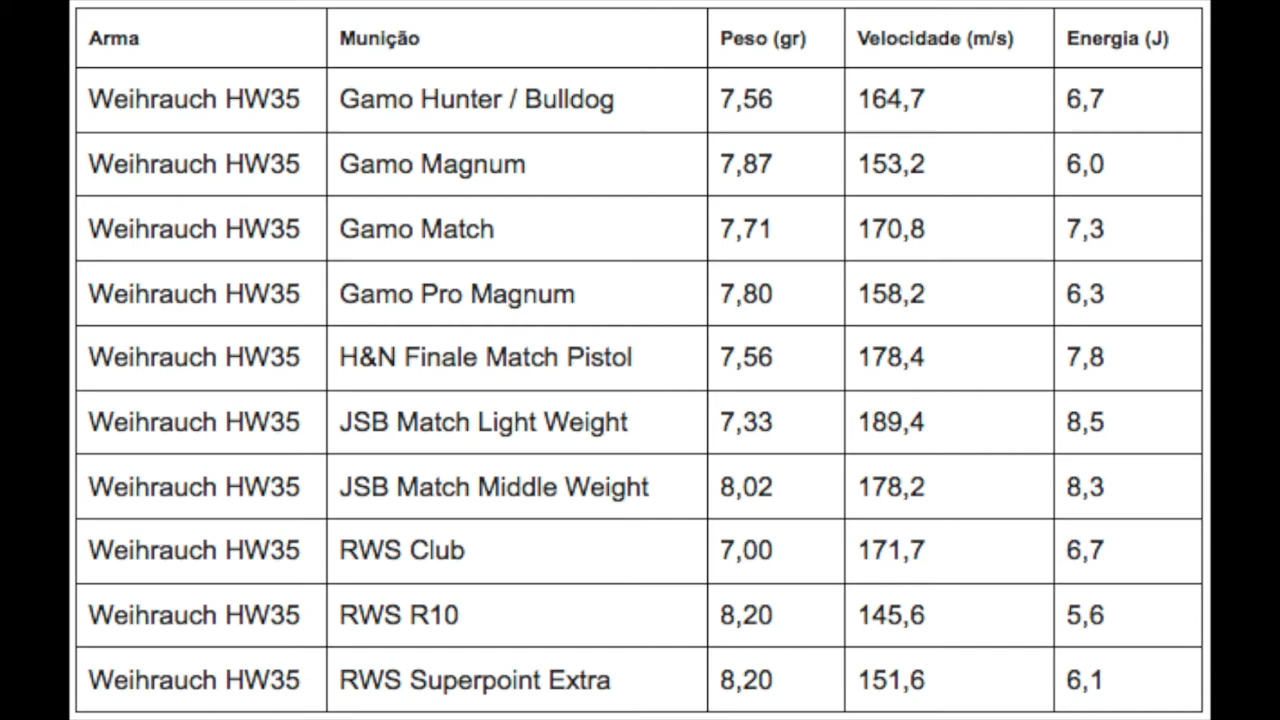 Arma Munição Peso (gr) Velocidade (m/s) Energia (J)
Weihrauch HW35 Gamo Hunter / Bulldog 7,56 164,7 6,7
Weihrauch HW35 Gamo Magnum 7,87 153,2 6,0
Weihrauch HW35 Gamo Match 7,71 170,8 7,3
Weihrauch HW35 Gamo Pro Magnum 7,80 158,2 6,3
Weihrauch HW35 H&N Finale Match Pistol 7,56 178,4 7,8
Weihrauch HW35 JSB Match Light Weight 7,33 189,4 8,5
Weihrauch HW35 JSB Match Middle Weight 8,02 178,2 8,3
Weihrauch HW35 RWS Club 7,00 171,7 6,7
Weihrauch HW35 RWS R10 8,20 145,6 5,6
Weihrauch HW35 RWS Superpoint Extra 8,20 151,6 6,1